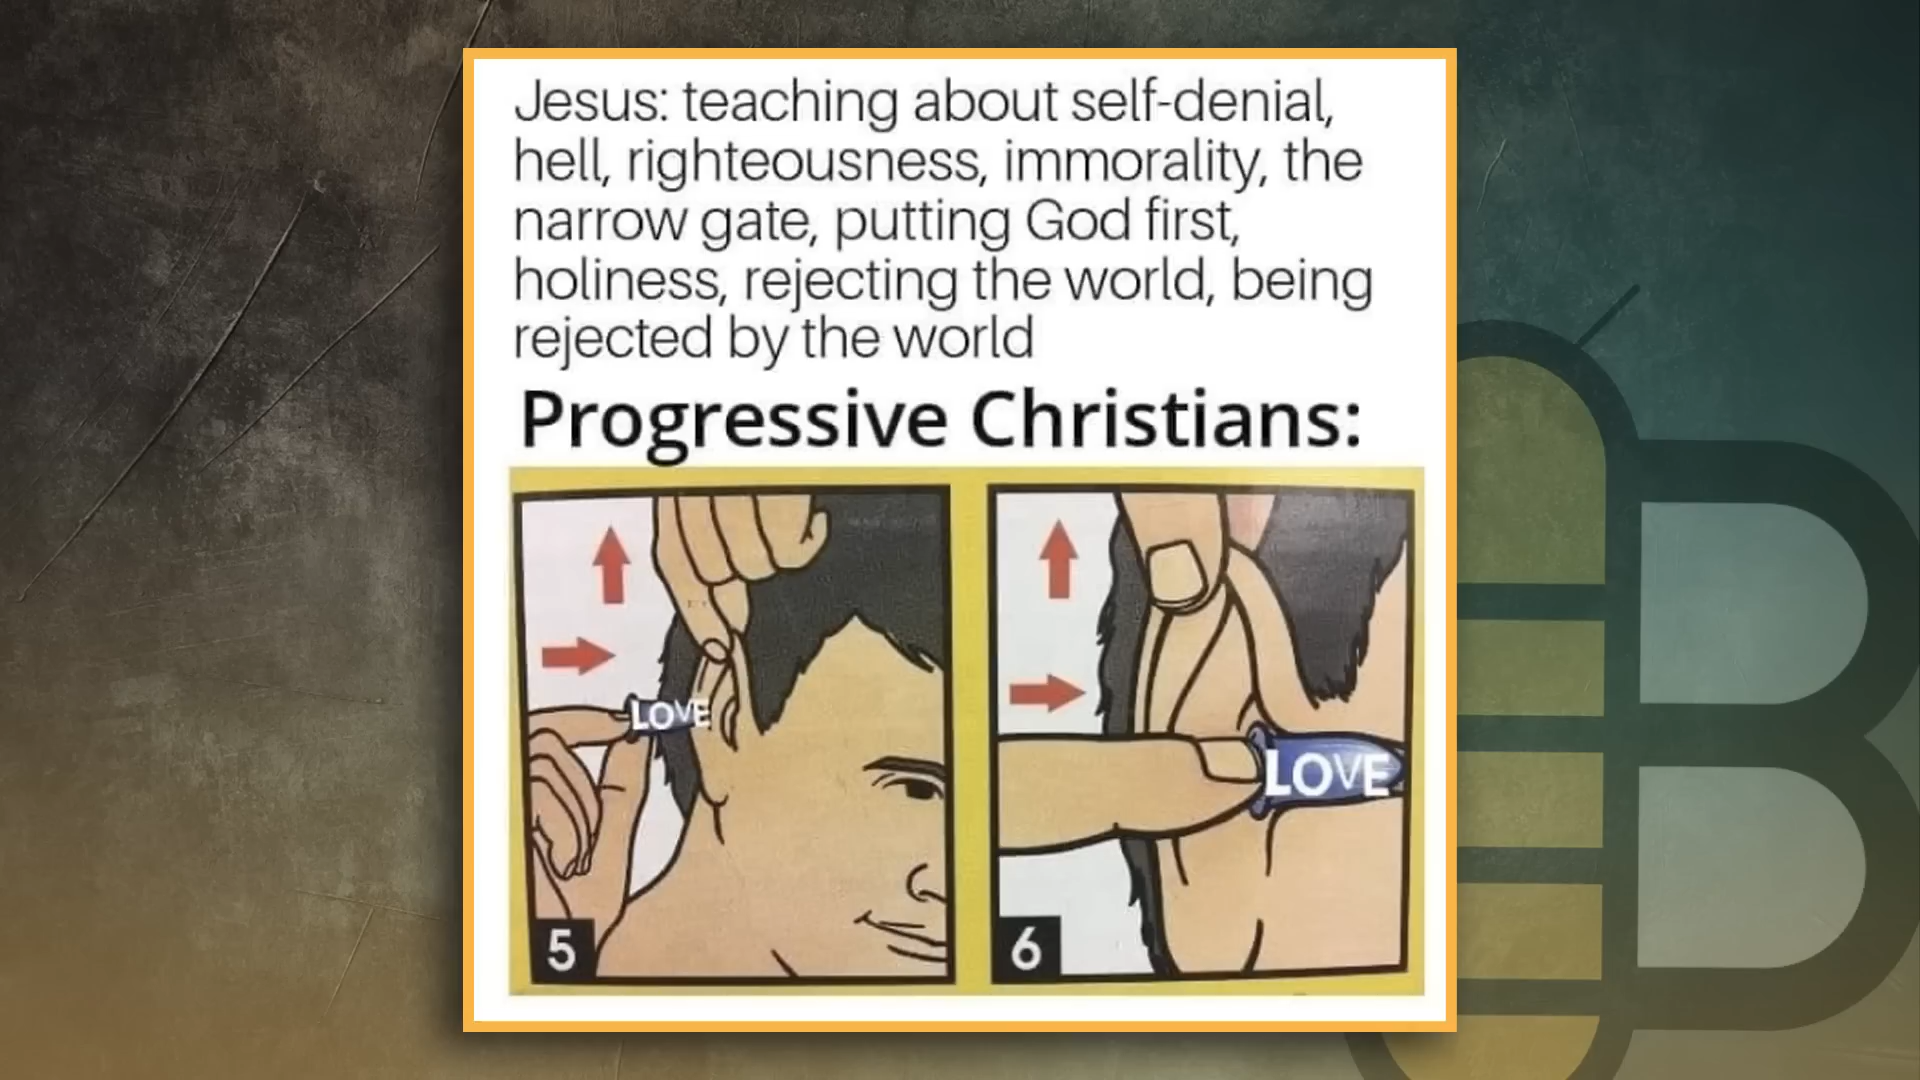 Jesus: teaching about self-denial,
hell, righteousness, immorality, the
narrow gate, putting God first,
holiness, rejecting the world, being
rejected by the world
Progressive Christians:
LOVE
LOVE
5
6